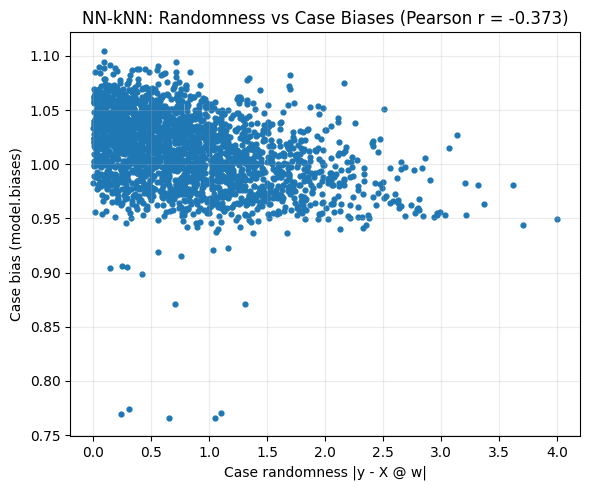 NN-kNN: Randomness vs Case Biases (Pearson r = -0.373)
Case bias (model.biases)
1.10
1.05
1.00
0.95
0.90
0.85
0.80
0.75
0.0 0.5 1.0 1.5 2.0 2.5 3.0 3.5 4.0
Case randomness |y - X @ w|